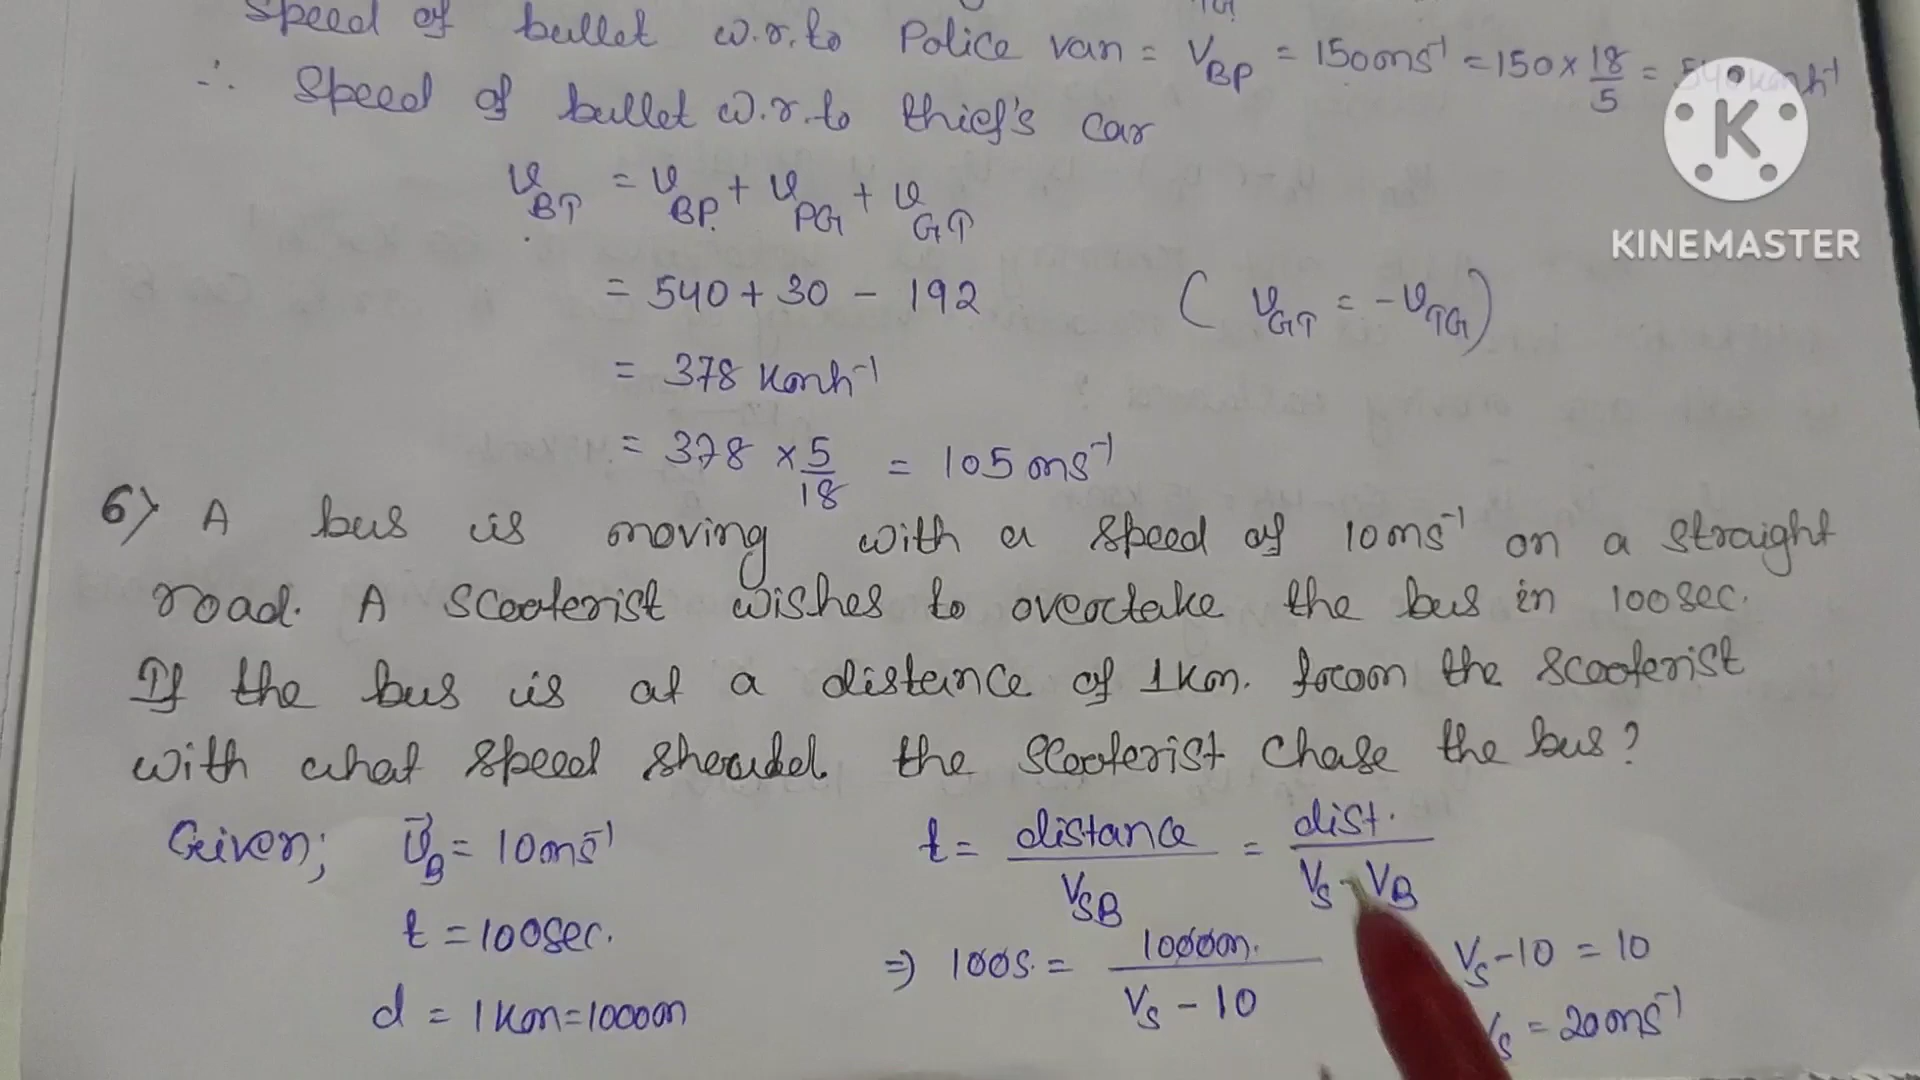 Speed of bullet w.r.to Police van = V_BP = 150ms⁻¹ = 150 × 18/5 = 540 kmh⁻¹
∴ Speed of bullet w.r.to thief's car
K
KINEMASTER
v_BT = v_BP + v_PG + v_GT
= 540 + 30 - 192 ( v_GT = -v_TG )
= 378 Kmh⁻¹
= 378 × 5/18 = 105 ms⁻¹
6) A bus is moving with a speed of 10ms⁻¹ on a straight
road. A scooterist wishes to overtake the bus in 100sec.
If the bus is at a distance of 1km. from the scooterist
with what speed should the scooterist chase the bus?
Given; v⃗_B = 10ms⁻¹ t = distance/V_SB = dist./V_S - V_B
t = 100sec. ⇒ 100s. = 1000m./V_S - 10 V_S - 10 = 10
d = 1Km = 1000m V_S = 20ms⁻¹